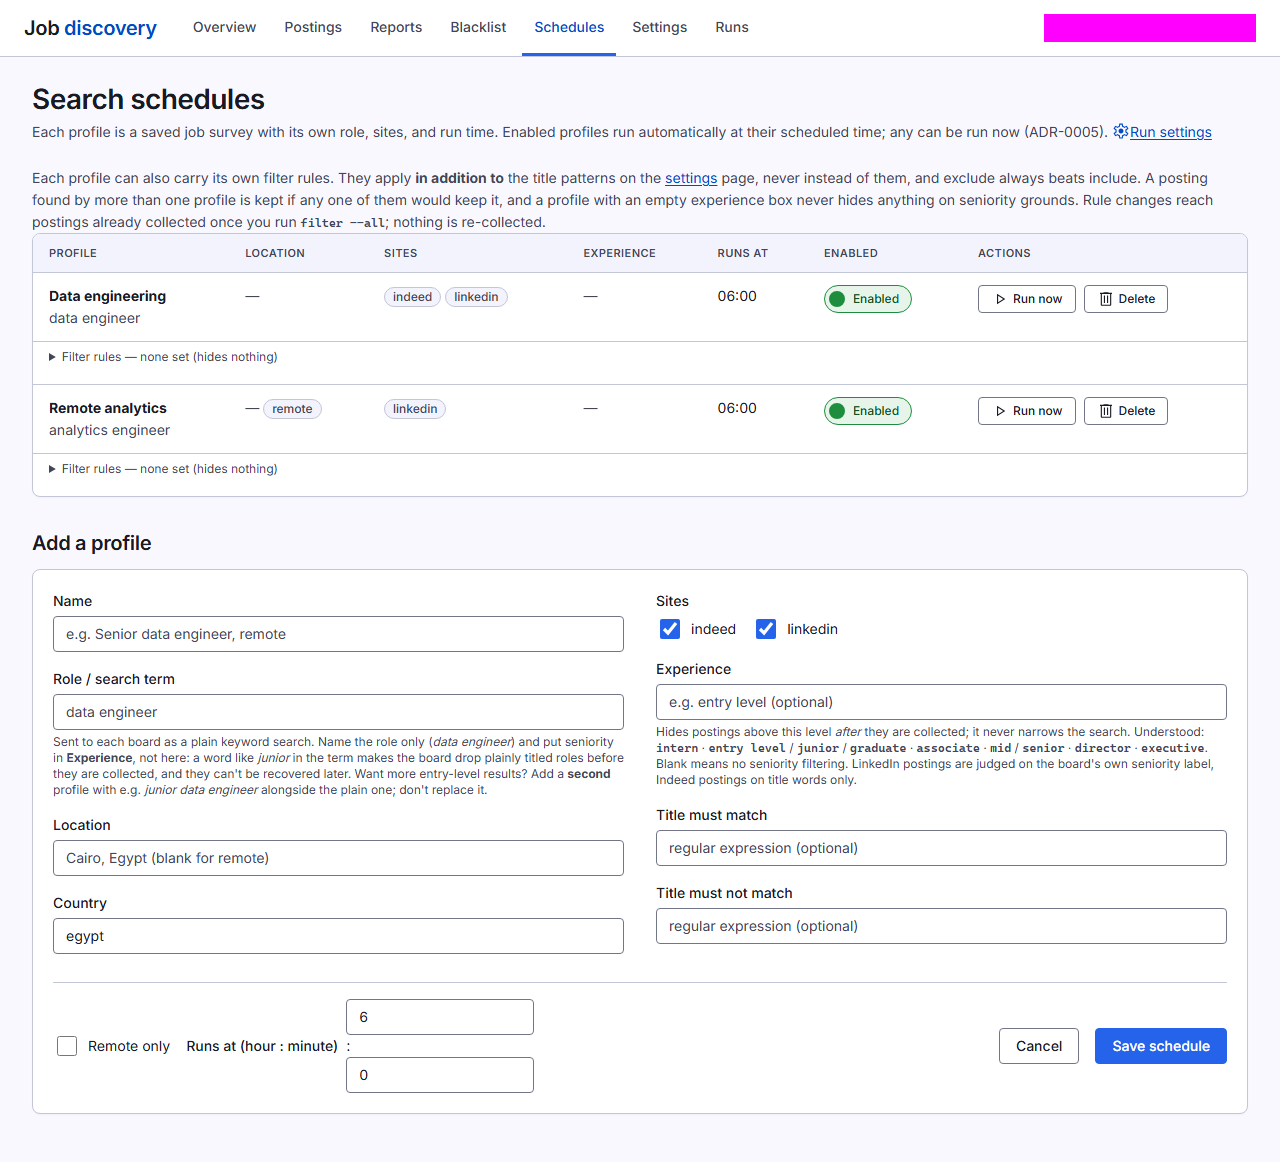 Job discovery
Overview
Postings
Reports
Blacklist
Schedules
Settings
Runs
Search schedules
Each profile is a saved job survey with its own role, sites, and run time. Enabled profiles run automatically at their scheduled time; any can be run now (ADR-0005). Run settings
Each profile can also carry its own filter rules. They apply in addition to the title patterns on the settings page, never instead of them, and exclude always beats include. A posting
found by more than one profile is kept if any one of them would keep it, and a profile with an empty experience box never hides anything on seniority grounds. Rule changes reach
postings already collected once you run filter --all; nothing is re-collected.
PROFILE LOCATION SITES EXPERIENCE RUNS AT ENABLED ACTIONS
Data engineering — indeed linkedin — 06:00 Enabled Run now Delete
data engineer
Filter rules — none set (hides nothing)
Remote analytics — remote linkedin — 06:00 Enabled Run now Delete
analytics engineer
Filter rules — none set (hides nothing)
Add a profile
Name
e.g. Senior data engineer, remote
Role / search term
data engineer
Sent to each board as a plain keyword search. Name the role only (data engineer) and put seniority
in Experience, not here: a word like junior in the term makes the board drop plainly titled roles before
they are collected, and they can't be recovered later. Want more entry-level results? Add a second
profile with e.g. junior data engineer alongside the plain one; don't replace it.
Location
Cairo, Egypt (blank for remote)
Country
egypt
Sites
indeed linkedin
Experience
e.g. entry level (optional)
Hides postings above this level after they are collected; it never narrows the search. Understood:
intern · entry level / junior / graduate · associate · mid / senior · director · executive.
Blank means no seniority filtering. LinkedIn postings are judged on the board's own seniority label,
Indeed postings on title words only.
Title must match
regular expression (optional)
Title must not match
regular expression (optional)
Remote only
Runs at (hour : minute)
6
:
0
Cancel
Save schedule